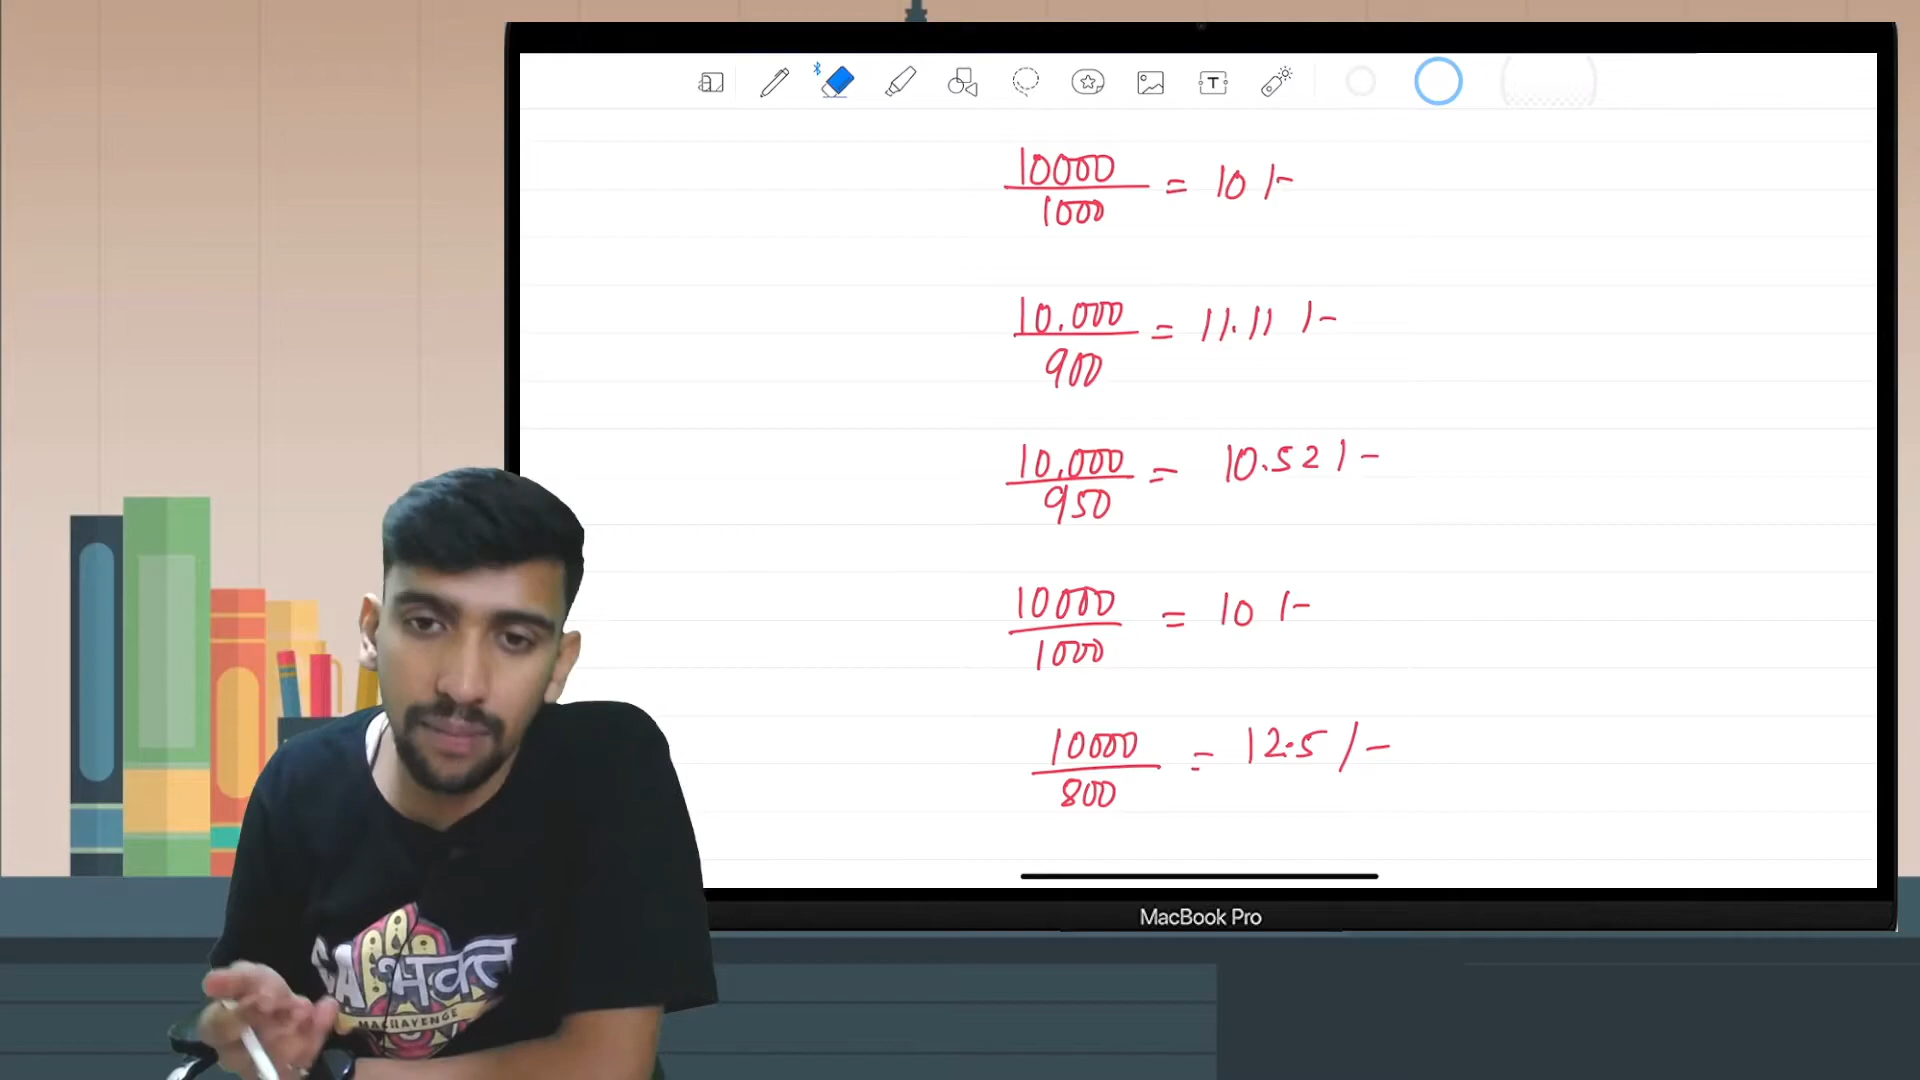 10000
1000
= 10 /-
10,000
900
= 11.11 /-
10,000
950
= 10.52 /-
10000
1000
= 10 /-
10000
800
= 12.5 /-
MacBook Pro
CA भक्त
MACHAYENGE